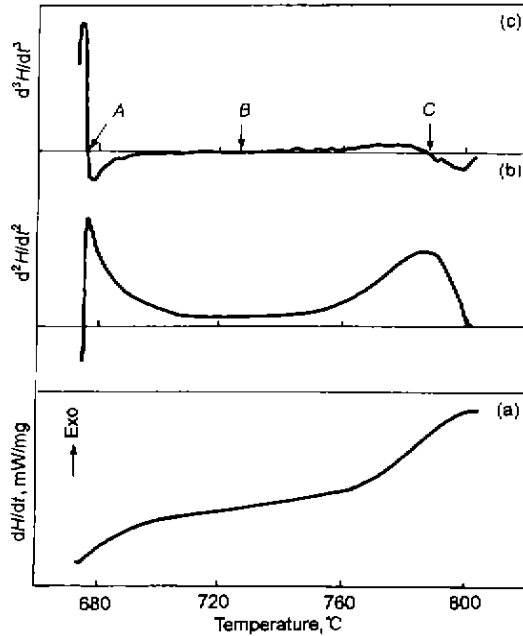 (c)
d³H/dt³
A
B
C
(b)
d²H/dt²
(a)
Exo
dH/dt, mW/mg
680 720 760 800
Temperature, ℃